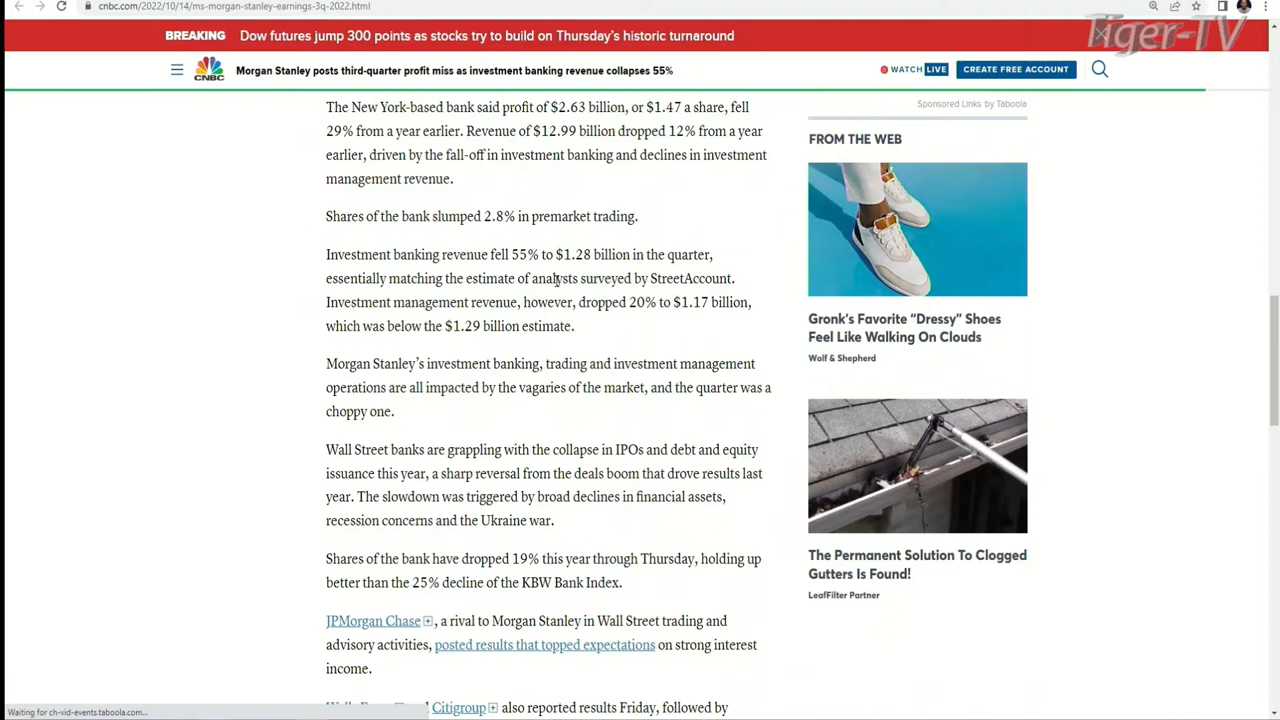 cnbc.com/2022/10/14/ms-morgan-stanley-earnings-3q-2022.html
Tiger-TV
BREAKING Dow futures jump 300 points as stocks try to build on Thursday's historic turnaround
CNBC Morgan Stanley posts third-quarter profit miss as investment banking revenue collapses 55% WATCH LIVE CREATE FREE ACCOUNT
The New York-based bank said profit of $2.63 billion, or $1.47 a share, fell
29% from a year earlier. Revenue of $12.99 billion dropped 12% from a year
earlier, driven by the fall-off in investment banking and declines in investment
management revenue.
Shares of the bank slumped 2.8% in premarket trading.
Investment banking revenue fell 55% to $1.28 billion in the quarter,
essentially matching the estimate of analysts surveyed by StreetAccount.
Investment management revenue, however, dropped 20% to $1.17 billion,
which was below the $1.29 billion estimate.
Morgan Stanley's investment banking, trading and investment management
operations are all impacted by the vagaries of the market, and the quarter was a
choppy one.
Wall Street banks are grappling with the collapse in IPOs and debt and equity
issuance this year, a sharp reversal from the deals boom that drove results last
year. The slowdown was triggered by broad declines in financial assets,
recession concerns and the Ukraine war.
Shares of the bank have dropped 19% this year through Thursday, holding up
better than the 25% decline of the KBW Bank Index.
JPMorgan Chase, a rival to Morgan Stanley in Wall Street trading and
advisory activities, posted results that topped expectations on strong interest
income.
Citigroup also reported results Friday, followed by
Sponsored Links by Taboola
FROM THE WEB
Gronk's Favorite "Dressy" Shoes
Feel Like Walking On Clouds
Wolf & Shepherd
The Permanent Solution To Clogged
Gutters Is Found!
LeafFilter Partner
Waiting for ch-vid-events.taboola.com...